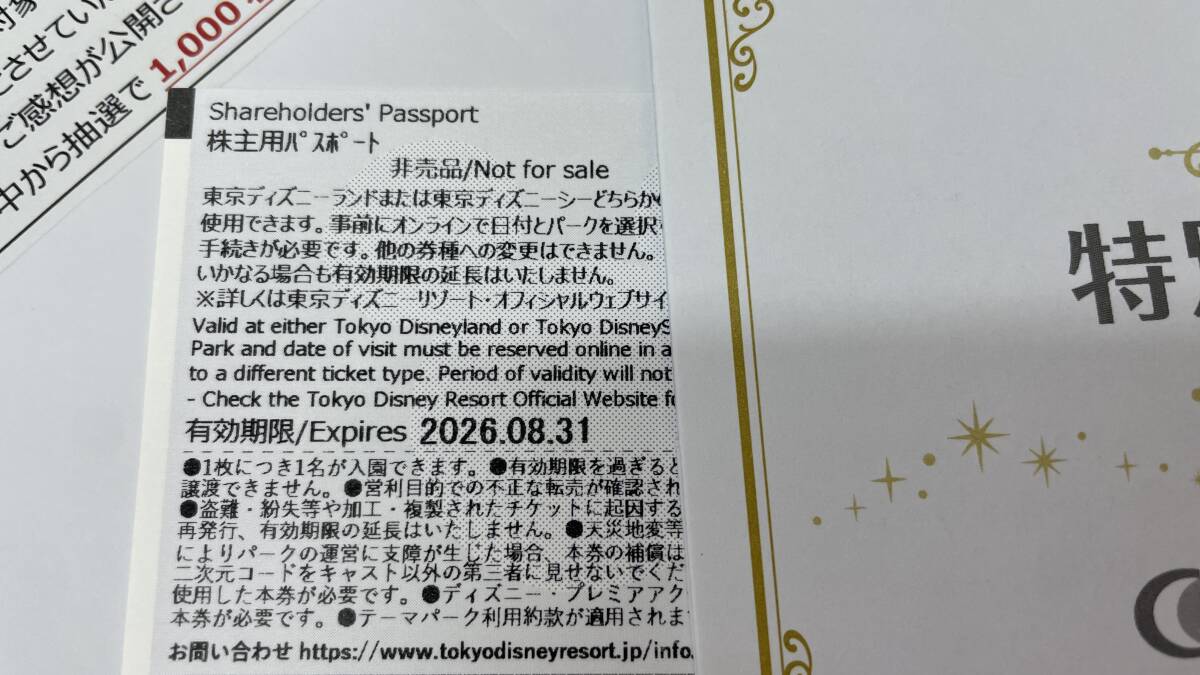 対象
させていた
ご感想が公開さ
中から抽選で 1,000
Shareholders' Passport
株主用ﾊﾟｽﾎﾟｰﾄ
非売品/Not for sale
東京ディズニーランドまたは東京ディズニーシーどちらか
使用できます。事前にオンラインで日付とパークを選択
手続きが必要です。他の券種への変更はできません。
いかなる場合も有効期限の延長はいたしません。
※詳しくは東京ディズニーリゾート・オフィシャルウェブサイ
Valid at either Tokyo Disneyland or Tokyo DisneyS
Park and date of visit must be reserved online in a
to a different ticket type. Period of validity will not
- Check the Tokyo Disney Resort Official Website fo
有効期限/Expires 2026.08.31
●1枚につき1名が入園できます。●有効期限を過ぎると
譲渡できません。●営利目的での不正な転売が確認され
●盗難・紛失等や加工・複製されたチケットに起因する
再発行、有効期限の延長はいたしません。●天災地変等
によりパークの運営に支障が生じた場合、本券の補償は
二次元コードをキャスト以外の第三者に見せないでくだ
使用した本券が必要です。●ディズニー・プレミアアク
本券が必要です。●テーマパーク利用約款が適用されま
お問い合わせ https://www.tokyodisneyresort.jp/info.
特